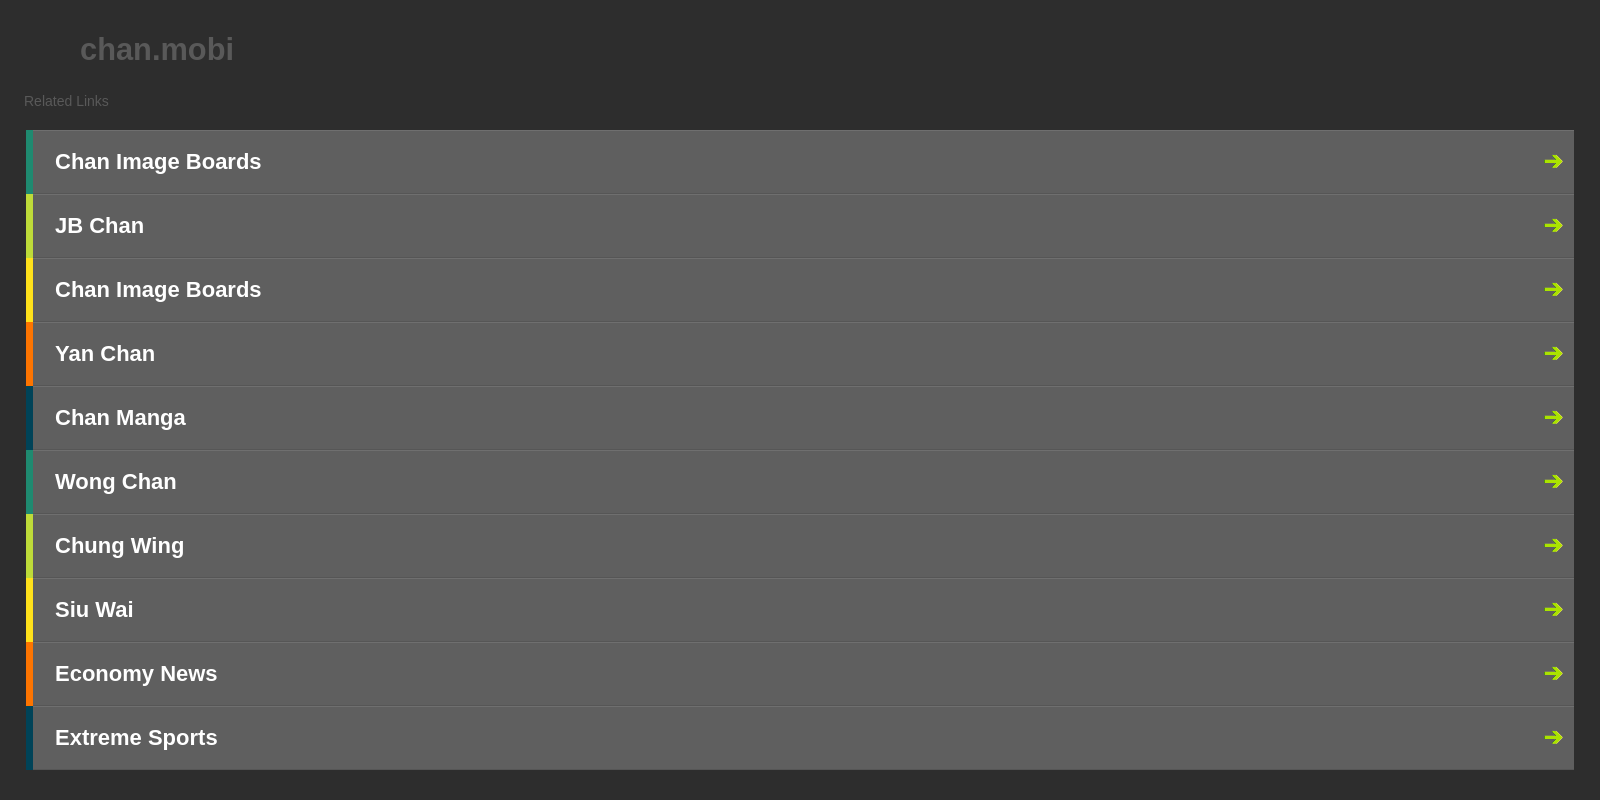 chan.mobi
Related Links
Chan Image Boards
JB Chan
Chan Image Boards
Yan Chan
Chan Manga
Wong Chan
Chung Wing
Siu Wai
Economy News
Extreme Sports